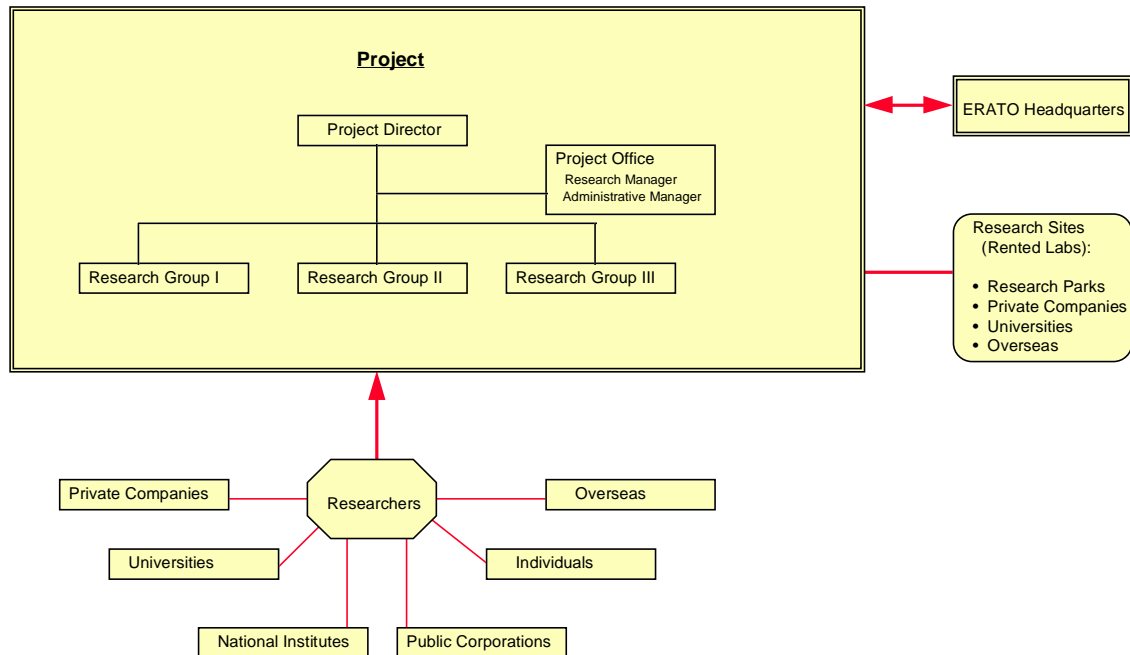 Project
ERATO Headquarters
Project Director
Project Office
Research Manager
Administrative Manager
Research Group I
Research Group II
Research Group III
Research Sites
(Rented Labs):
• Research Parks
• Private Companies
• Universities
• Overseas
Researchers
Private Companies
Overseas
Universities
Individuals
National Institutes
Public Corporations